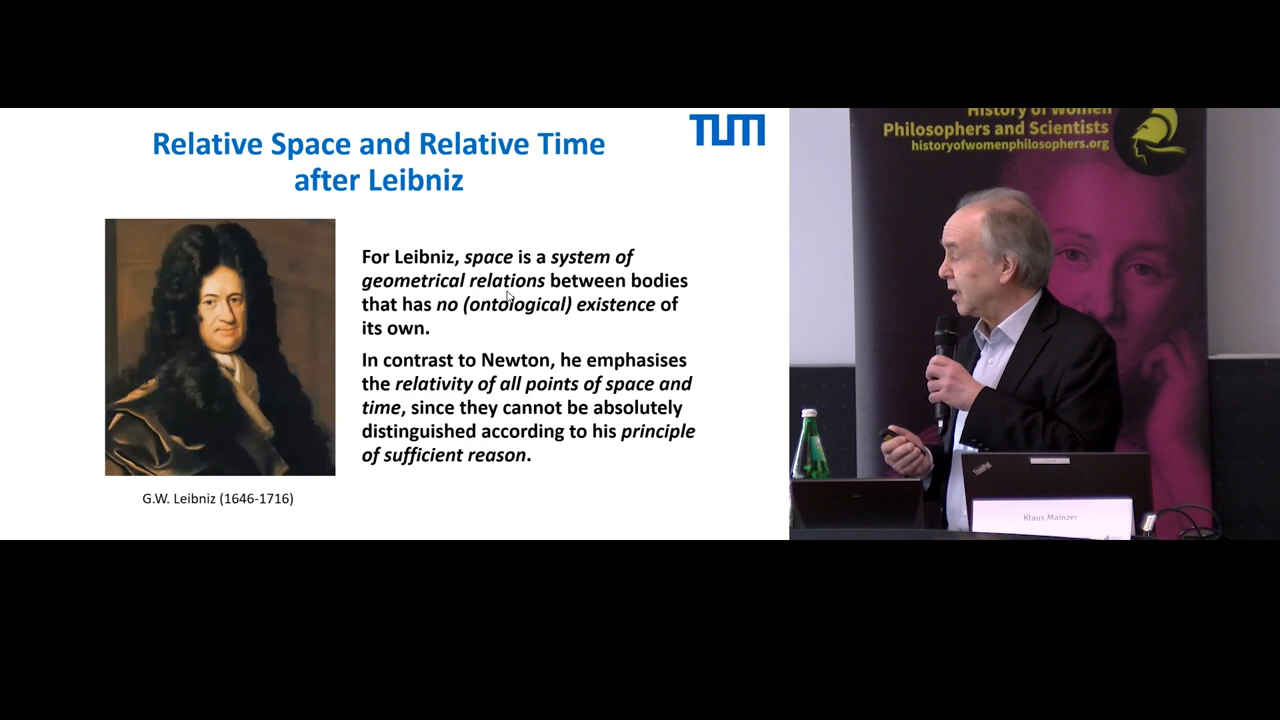 Relative Space and Relative Time
after Leibniz
TUM
For Leibniz, space is a system of
geometrical relations between bodies
that has no (ontological) existence of
its own.
In contrast to Newton, he emphasises
the relativity of all points of space and
time, since they cannot be absolutely
distinguished according to his principle
of sufficient reason.
G.W. Leibniz (1646-1716)
History of Women
Philosophers and Scientists
historyofwomenphilosophers.org
ThinkPad
Klaus Mainzer